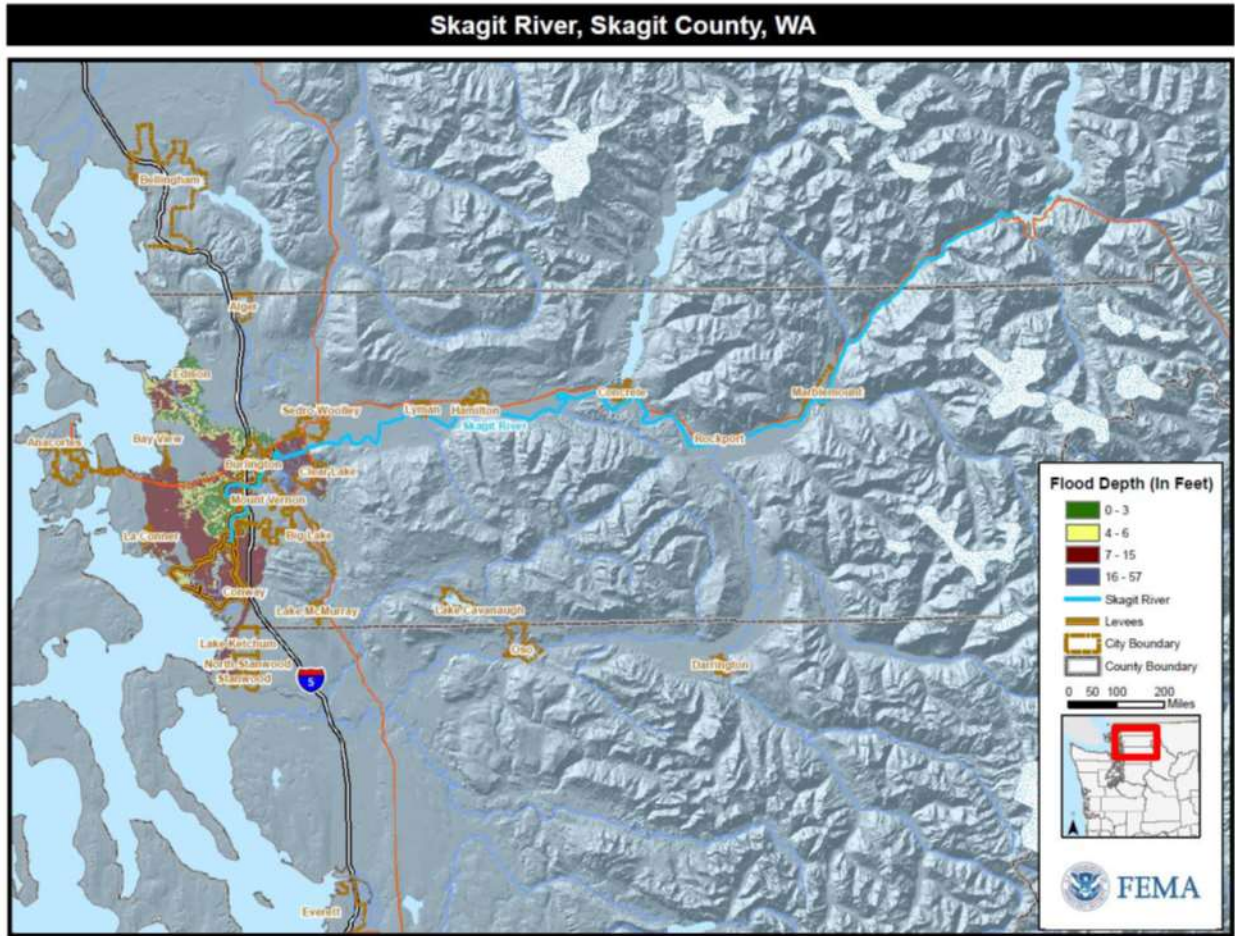 Skagit River, Skagit County, WA
Bellingham
Alger
Edison
Sedro-Woolley
Lyman
Hamilton
Skagit River
Concrete
Marblemount
Rockport
Anacortes
Bay View
Burlington
Clear Lake
Mount Vernon
La Conner
Big Lake
Conway
Lake McMurray
Lake Cavanaugh
Lake Ketchum
North Stanwood
Stanwood
Oso
Darrington
5
Everett
Flood Depth (In Feet)
0 - 3
4 - 6
7 - 15
16 - 57
Skagit River
Levees
City Boundary
County Boundary
0 50 100 200
Miles
FEMA